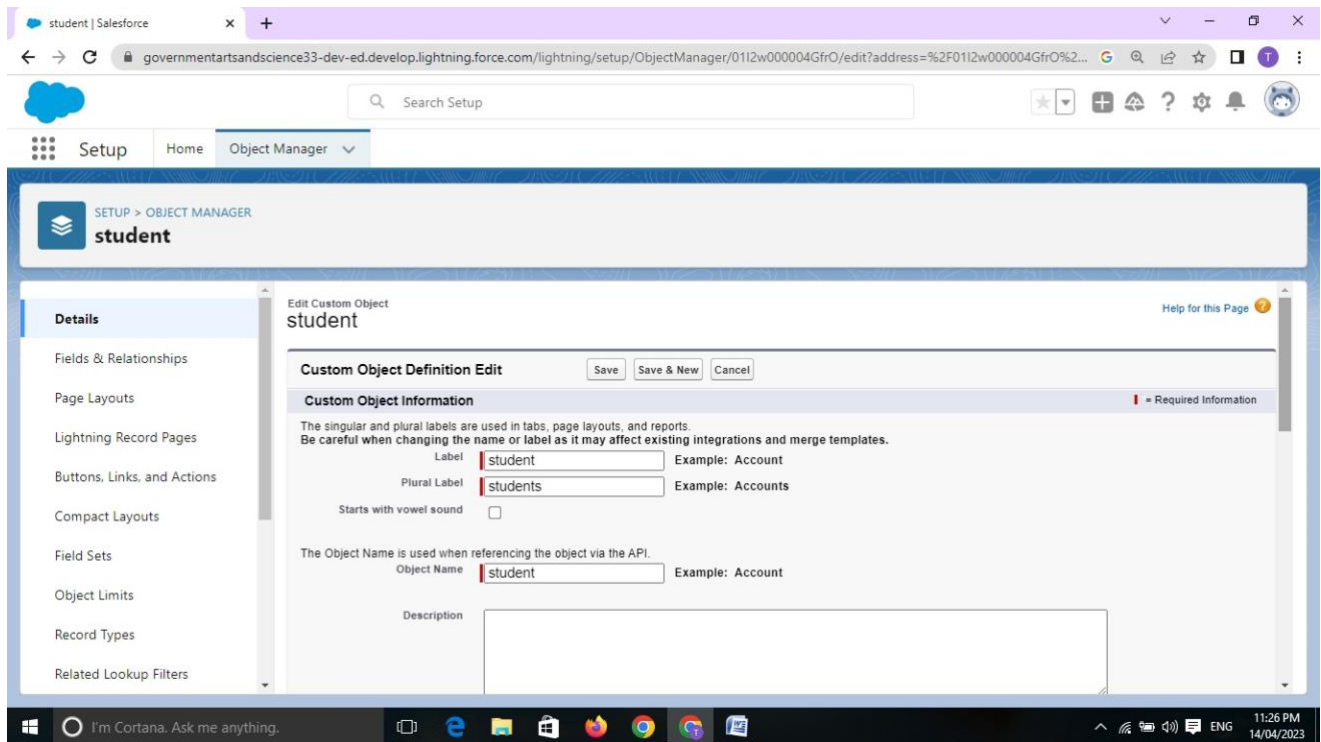 student | Salesforce
governmentartsandscience33-dev-ed.develop.lightning.force.com/lightning/setup/ObjectManager/01I2w000004GfrO/edit?address=%2F01I2w000004GfrO%2...
T
Search Setup
Setup Home Object Manager
SETUP > OBJECT MANAGER
student
Details
Fields & Relationships
Page Layouts
Lightning Record Pages
Buttons, Links, and Actions
Compact Layouts
Field Sets
Object Limits
Record Types
Related Lookup Filters
Edit Custom Object
student
Help for this Page
Custom Object Definition Edit Save Save & New Cancel
Custom Object Information = Required Information
The singular and plural labels are used in tabs, page layouts, and reports.
Be careful when changing the name or label as it may affect existing integrations and merge templates.
Label student Example: Account
Plural Label students Example: Accounts
Starts with vowel sound
The Object Name is used when referencing the object via the API.
Object Name student Example: Account
Description
I'm Cortana. Ask me anything.
ENG
11:26 PM
14/04/2023